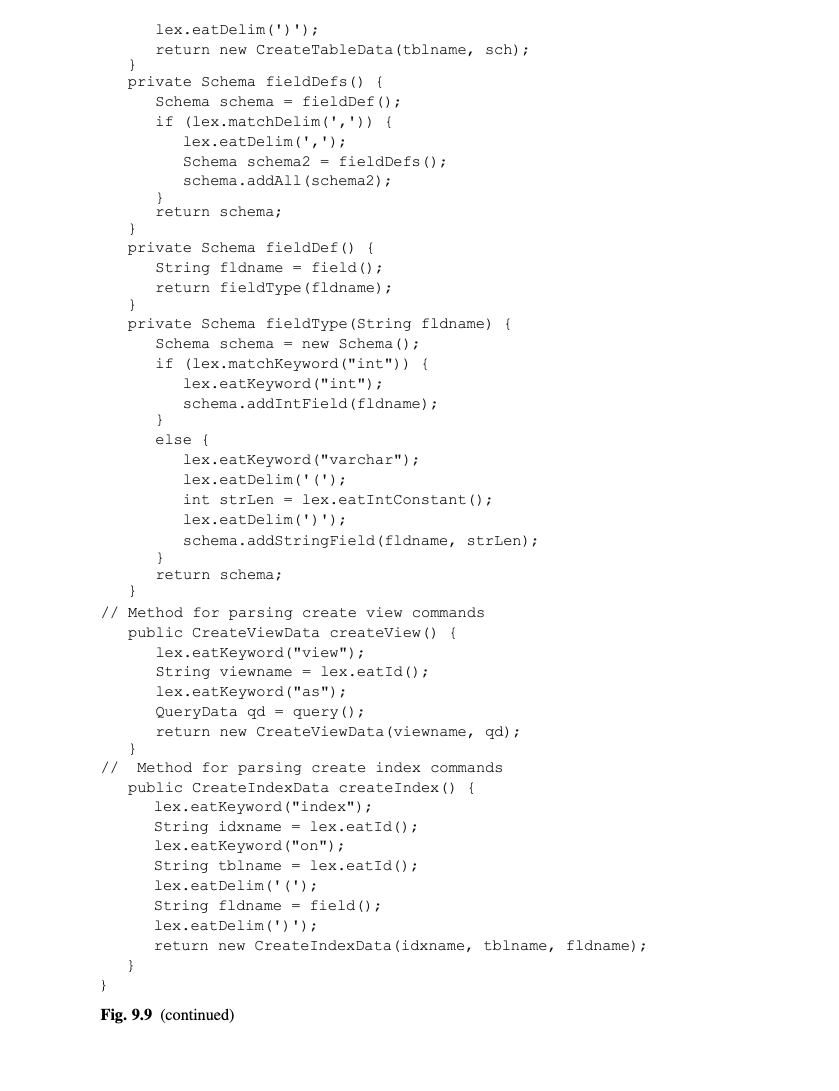 lex.eatDelim(')');
return new CreateTableData(tblname, sch);
}
private Schema fieldDefs() {
Schema schema = fieldDef();
if (lex.matchDelim(',')) {
lex.eatDelim(',');
Schema schema2 = fieldDefs();
schema.addAll(schema2);
}
return schema;
}
private Schema fieldDef() {
String fldname = field();
return fieldType(fldname);
}
private Schema fieldType(String fldname) {
Schema schema = new Schema();
if (lex.matchKeyword("int")) {
lex.eatKeyword("int");
schema.addIntField(fldname);
}
else {
lex.eatKeyword("varchar");
lex.eatDelim('(');
int strLen = lex.eatIntConstant();
lex.eatDelim(')');
schema.addStringField(fldname, strLen);
}
return schema;
}
// Method for parsing create view commands
public CreateViewData createView() {
lex.eatKeyword("view");
String viewname = lex.eatId();
lex.eatKeyword("as");
QueryData qd = query();
return new CreateViewData(viewname, qd);
}
// Method for parsing create index commands
public CreateIndexData createIndex() {
lex.eatKeyword("index");
String idxname = lex.eatId();
lex.eatKeyword("on");
String tblname = lex.eatId();
lex.eatDelim('(');
String fldname = field();
lex.eatDelim(')');
return new CreateIndexData(idxname, tblname, fldname);
}
}
Fig. 9.9 (continued)